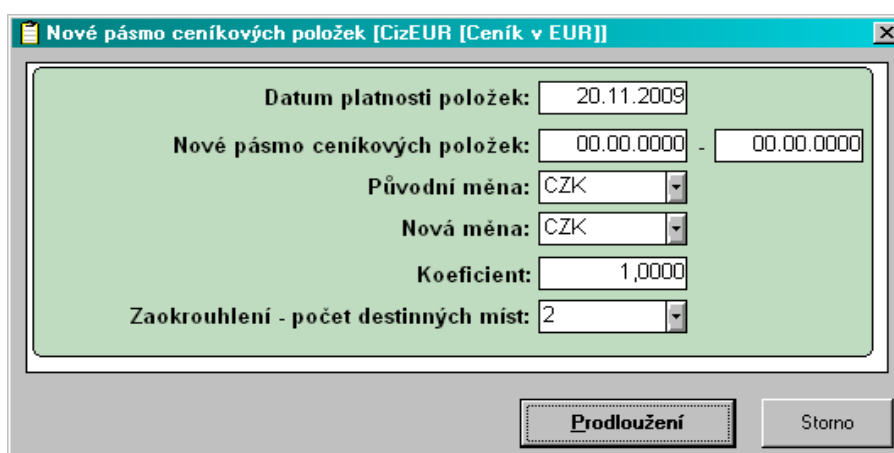 Nové pásmo ceníkových položek [CizEUR [Ceník v EUR]]
Datum platnosti položek: 20.11.2009
Nové pásmo ceníkových položek: 00.00.0000 - 00.00.0000
Původní měna: CZK
Nová měna: CZK
Koeficient: 1,0000
Zaokrouhlení - počet destinných míst: 2
Prodloužení Storno